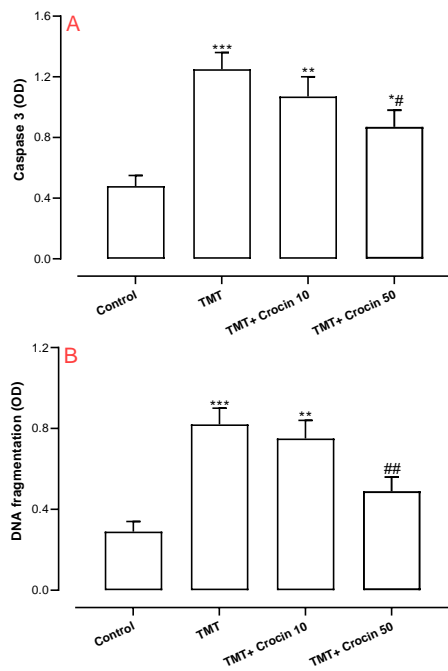 A
Caspase 3 (OD)
1.6
1.2
0.8
0.4
0.0
***
**
*#
Control
TMT
TMT+ Crocin 10
TMT+ Crocin 50
B
DNA fragmentation (OD)
1.2
0.8
0.4
0.0
***
**
##
Control
TMT
TMT+ Crocin 10
TMT+ Crocin 50